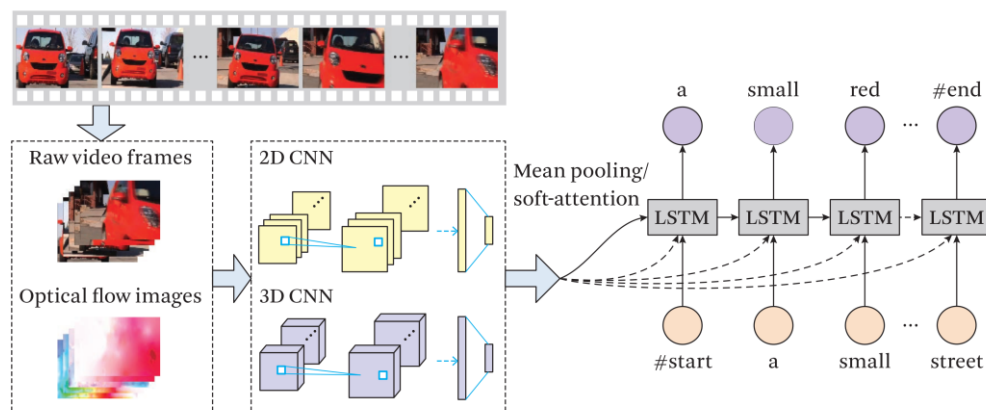 Raw video frames
Optical flow images
2D CNN
3D CNN
Mean pooling/
soft-attention
a small red ... #end
LSTM LSTM LSTM LSTM
#start a small ... street